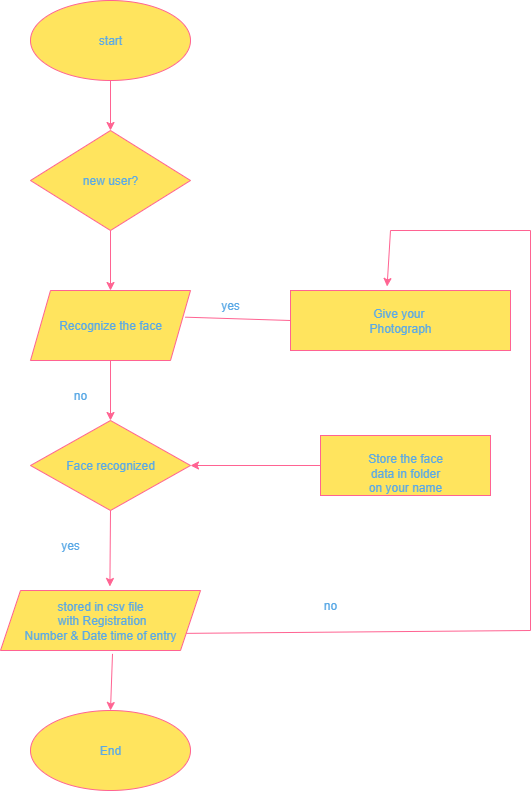 start
new user?
yes
Recognize the face
Give your
Photograph
no
Face recognized
Store the face
data in folder
on your name
yes
stored in csv file
with Registration
Number & Date time of entry
no
End